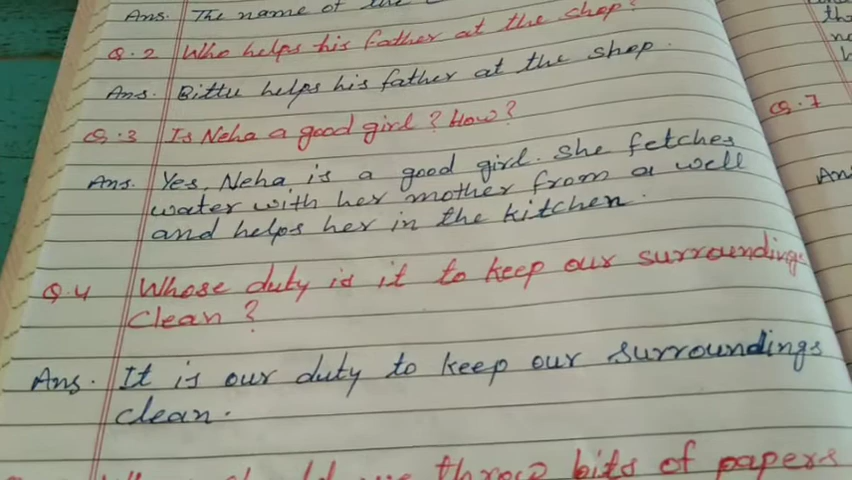 Ans. The name of the
Q.2 Who helps his father at the shop?
Ans. Bittu helps his father at the shop.
Q.3 Is Neha a good girl? How?
Ans. Yes, Neha is a good girl. She fetches
water with her mother from a well
and helps her in the kitchen.
Q.4 Whose duty is it to keep our surroundings
clean?
Ans. It is our duty to keep our surroundings
clean.
throw bits of papers
Q.7
An